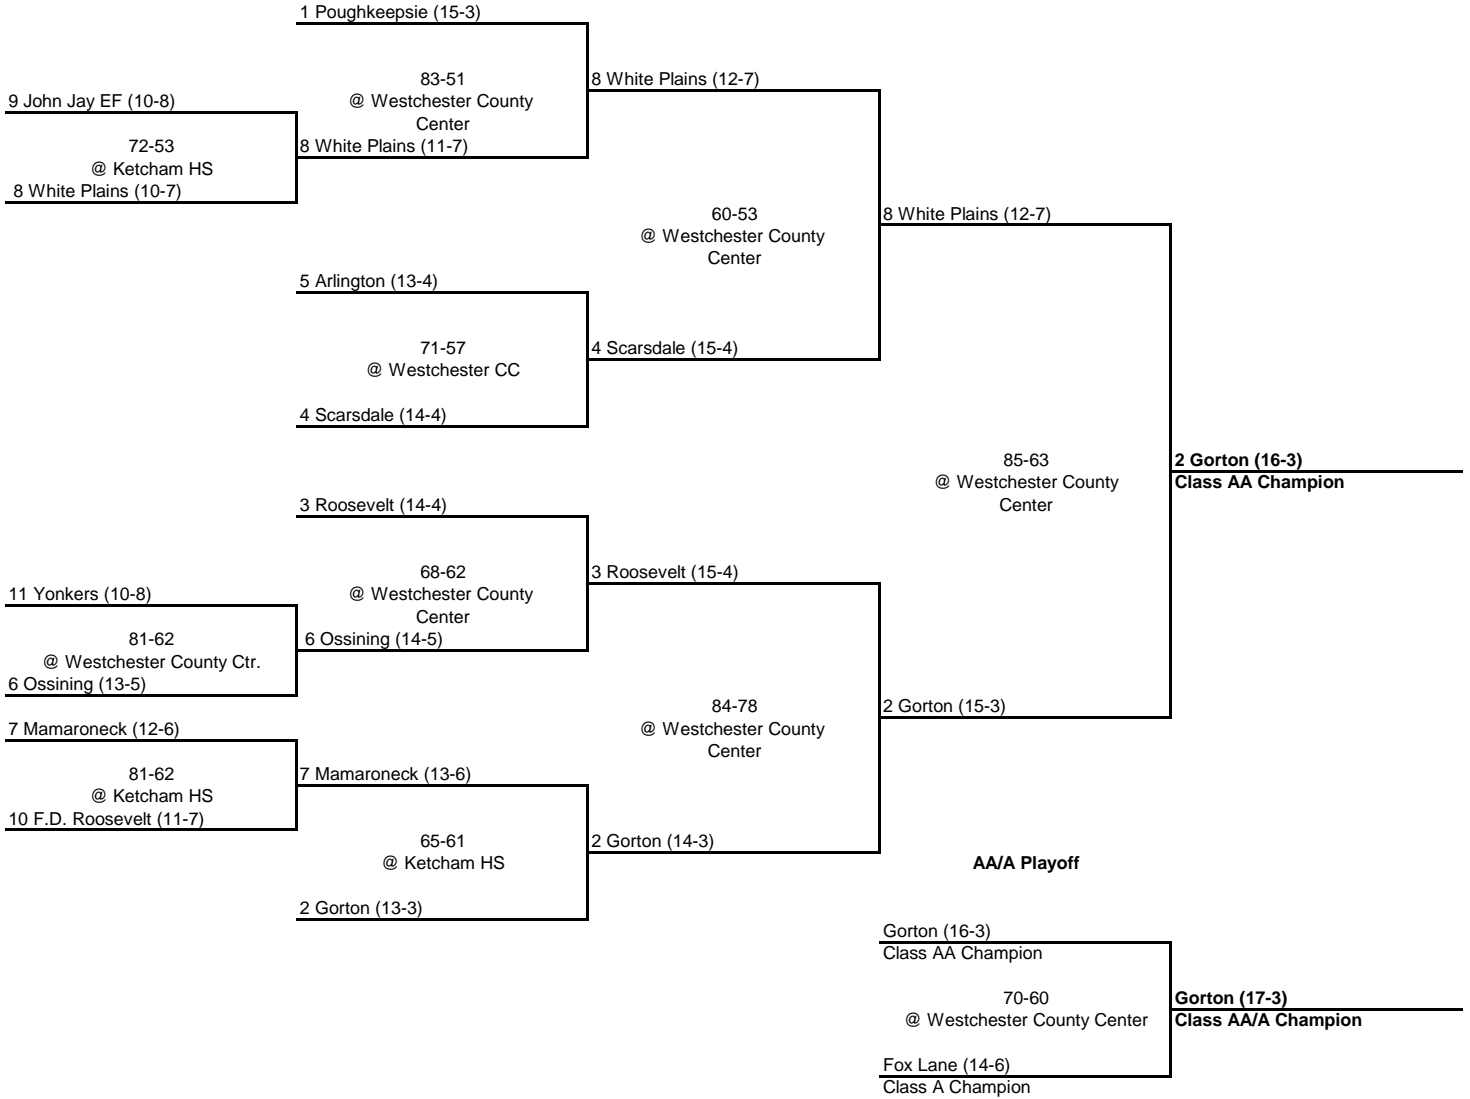 1 Poughkeepsie (15-3)
83-51
@ Westchester County
Center
8 White Plains (12-7)
9 John Jay EF (10-8)
72-53
@ Ketcham HS
8 White Plains (11-7)
8 White Plains (10-7)
60-53
@ Westchester County
Center
8 White Plains (12-7)
5 Arlington (13-4)
71-57
@ Westchester CC
4 Scarsdale (15-4)
4 Scarsdale (14-4)
85-63
@ Westchester County
Center
2 Gorton (16-3)
Class AA Champion
3 Roosevelt (14-4)
68-62
@ Westchester County
Center
3 Roosevelt (15-4)
11 Yonkers (10-8)
81-62
@ Westchester County Ctr.
6 Ossining (14-5)
6 Ossining (13-5)
84-78
@ Westchester County
Center
2 Gorton (15-3)
7 Mamaroneck (12-6)
81-62
@ Ketcham HS
7 Mamaroneck (13-6)
10 F.D. Roosevelt (11-7)
65-61
@ Ketcham HS
2 Gorton (14-3)
2 Gorton (13-3)
AA/A Playoff
Gorton (16-3)
Class AA Champion
70-60
@ Westchester County Center
Gorton (17-3)
Class AA/A Champion
Fox Lane (14-6)
Class A Champion